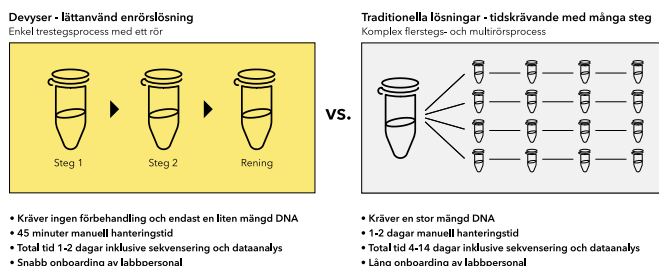 Devyser - lättanvänd enrörslösning
Enkel trestegsprocess med ett rör
Steg 1
Steg 2
Rening
• Kräver ingen förbehandling och endast en liten mängd DNA
• 45 minuter manuell hanteringstid
• Total tid 1-2 dagar inklusive sekvensering och dataanalys
• Snabb onboarding av labbpersonal
vs.
Traditionella lösningar - tidskrävande med många steg
Komplex flerstegs- och multirörsprocess
• Kräver en stor mängd DNA
• 1-2 dagar manuell hanteringstid
• Total tid 4-14 dagar inklusive sekvensering och dataanalys
• Lång onboarding av labbpersonal